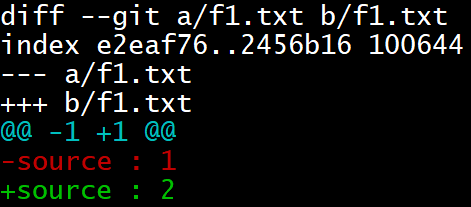 diff --git a/f1.txt b/f1.txt
index e2eaf76..2456b16 100644
--- a/f1.txt
+++ b/f1.txt
@@ -1 +1 @@
-source : 1
+source : 2